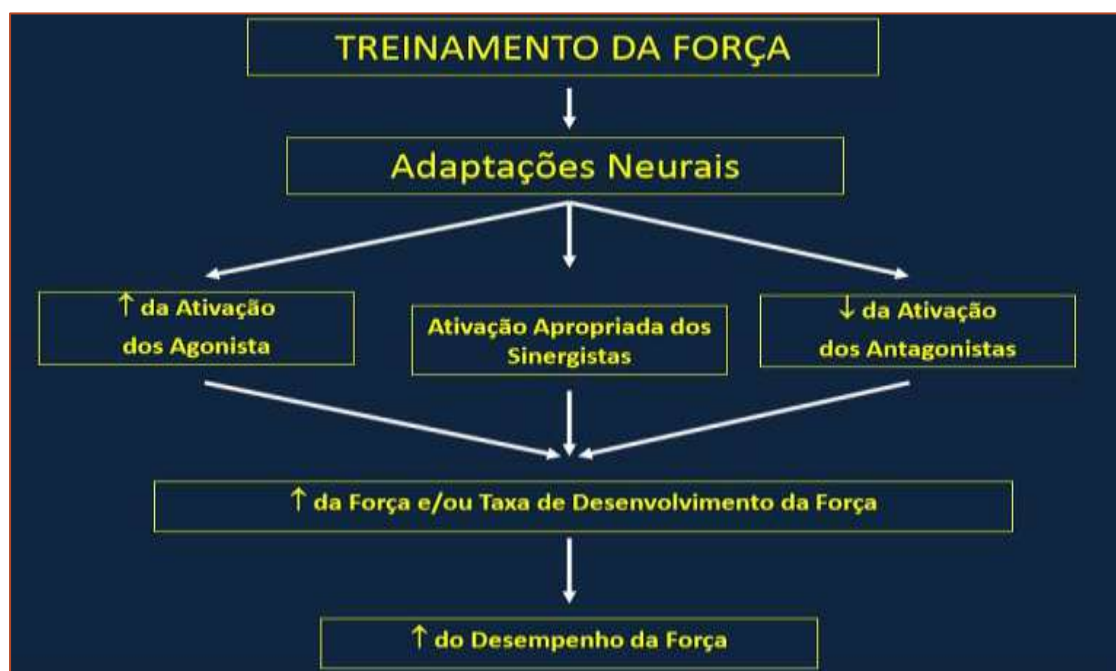 TREINAMENTO DA FORÇA
Adaptações Neurais
↑ da Ativação
dos Agonista
Ativação Apropriada dos
Sinergistas
↓ da Ativação
dos Antagonistas
↑ da Força e/ou Taxa de Desenvolvimento da Força
↑ do Desempenho da Força